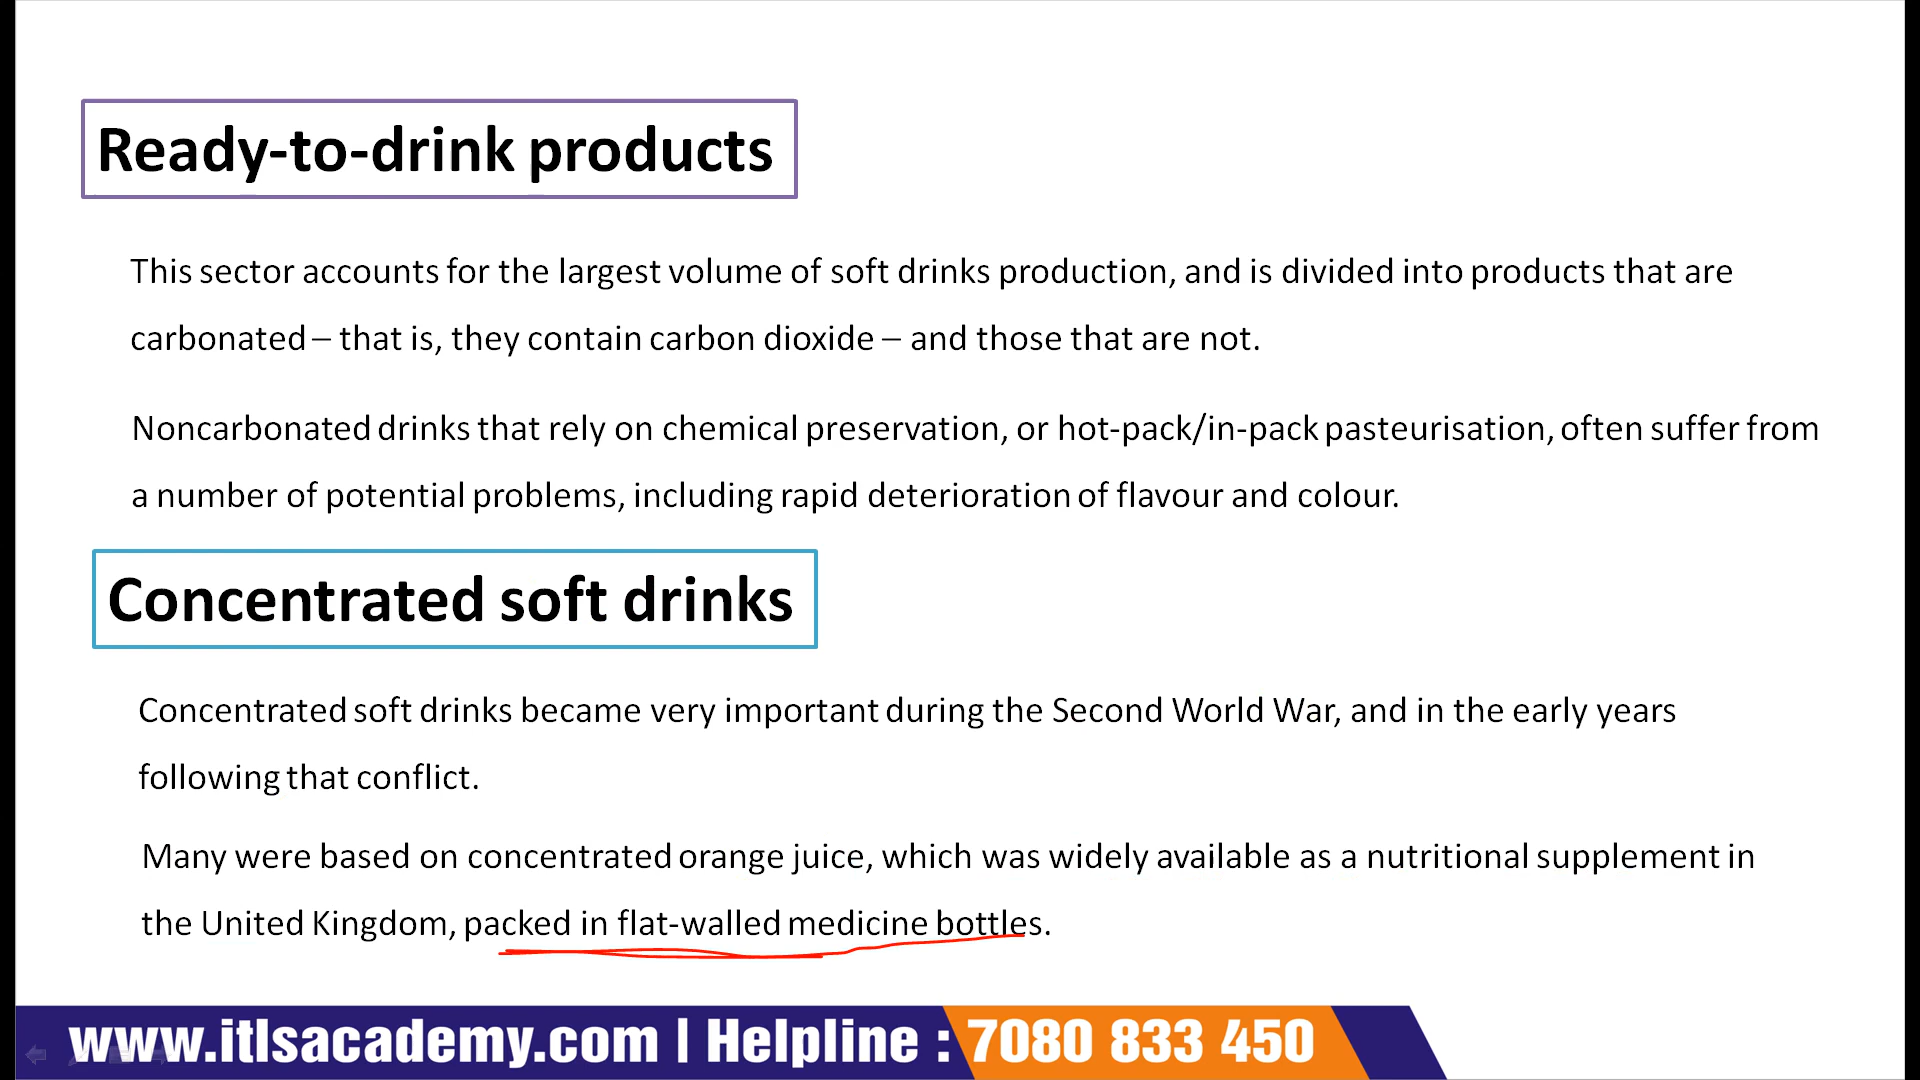 Ready-to-drink products
This sector accounts for the largest volume of soft drinks production, and is divided into products that are
carbonated – that is, they contain carbon dioxide – and those that are not.
Noncarbonated drinks that rely on chemical preservation, or hot-pack/in-pack pasteurisation, often suffer from
a number of potential problems, including rapid deterioration of flavour and colour.
Concentrated soft drinks
Concentrated soft drinks became very important during the Second World War, and in the early years
following that conflict.
Many were based on concentrated orange juice, which was widely available as a nutritional supplement in
the United Kingdom, packed in flat-walled medicine bottles.
www.itlsacademy.com | Helpline : 7080 833 450